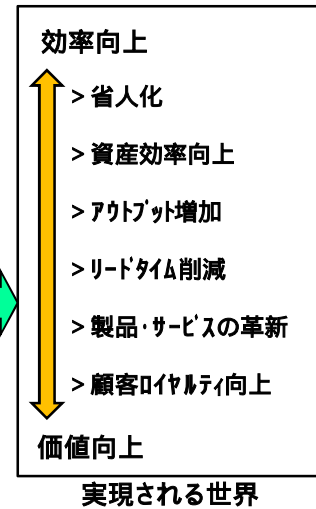 効率向上
> 省人化
> 資産効率向上
> ｱｳﾄﾌﾟｯﾄ増加
> ﾘｰﾄﾞﾀｲﾑ削減
> 製品･ｻｰﾋﾞｽの革新
> 顧客ﾛｲﾔﾙﾃｨ向上
価値向上
実現される世界